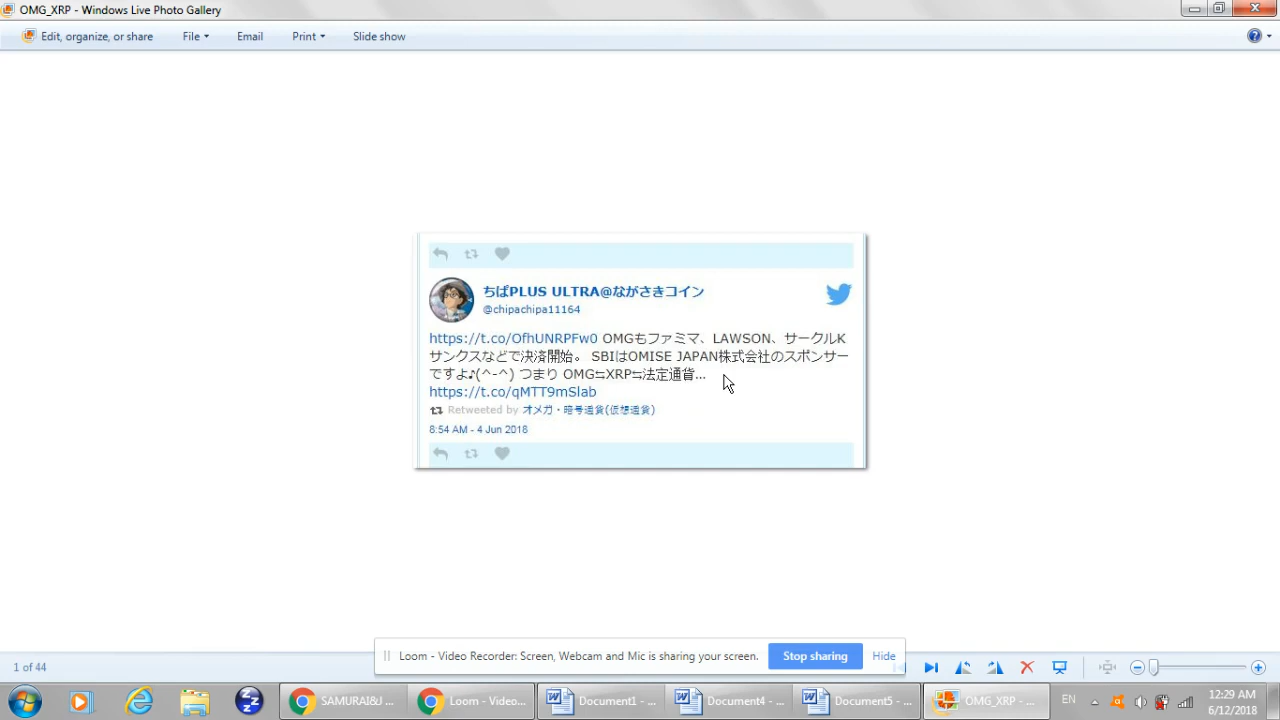 OMG_XRP - Windows Live Photo Gallery
Edit, organize, or share File Email Print Slide show
ちぱPLUS ULTRA@ながさきコイン
@chipachipa11164
https://t.co/OfhUNRPFw0 OMGもファミマ、LAWSON、サークルK
サンクスなどで決済開始。 SBIはOMISE JAPAN株式会社のスポンサー
ですよ♪(^-^) つまり OMG⇆XRP⇆法定通貨...
https://t.co/qMTT9mSlab
Retweeted by オメガ・暗号通貨(仮想通貨)
8:54 AM - 4 Jun 2018
Loom - Video Recorder: Screen, Webcam and Mic is sharing your screen. Stop sharing Hide
1 of 44
SAMURAI&J ... Loom - Video... Document1 - ... Document4 - ... Document5 - ... OMG_XRP - ... EN 12:29 AM
6/12/2018